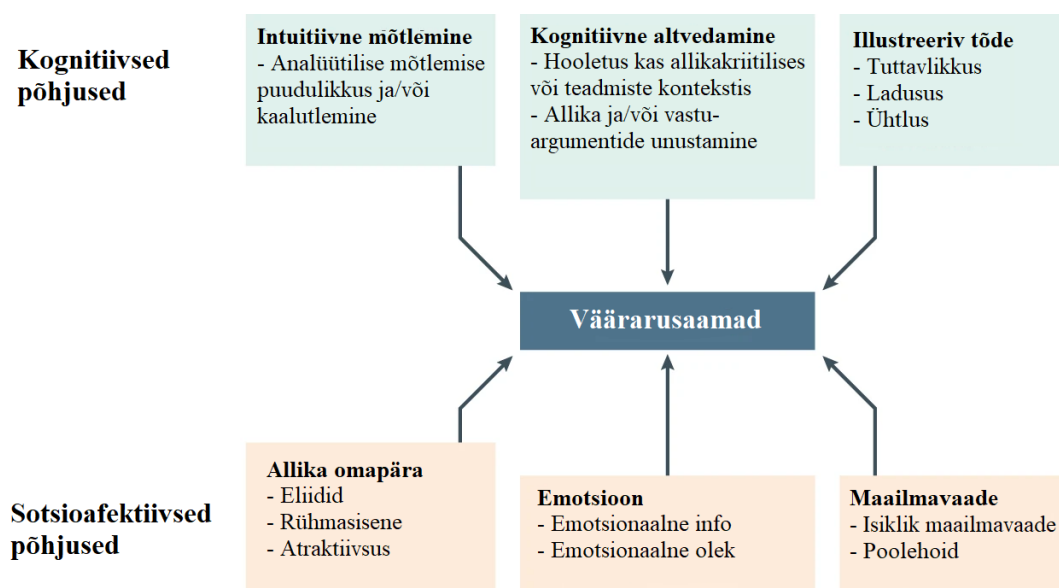 Kognitiivsed
põhjused
Intuitiivne mõtlemine
- Analüütilise mõtlemise
puudulikkus ja/või
kaalutlemine
Kognitiivne altvedamine
- Hooletus kas allikakriitilises
või teadmiste kontekstis
- Allika ja/või vastu-
argumentide unustamine
Illustreeriv tõde
- Tuttavlikkus
- Ladusus
- Ühtlus
Väärarusaamad
Sotsioafektiivsed
põhjused
Allika omapära
- Eliidid
- Rühmasisene
- Atraktiivsus
Emotsioon
- Emotsionaalne info
- Emotsionaalne olek
Maailmavaade
- Isiklik maailmavaade
- Poolehoid